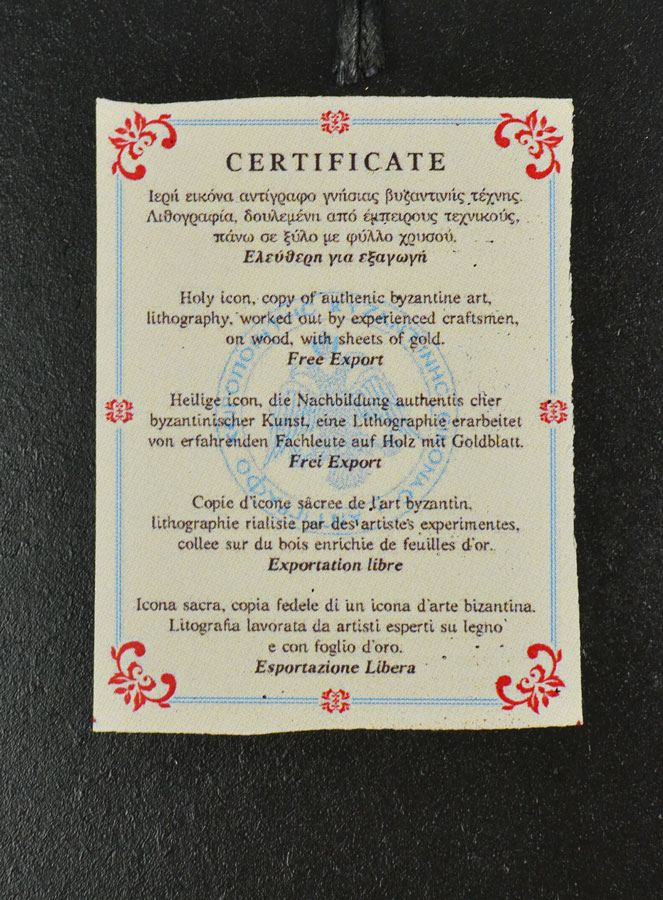 CERTIFICATE
Ιερή εικόνα αντίγραφο γνήσιας βυζαντινής τέχνης.
Λιθογραφία, δουλεμένη από έμπειρους τεχνικούς,
πάνω σε ξύλο με φύλλο χρυσού.
Ελεύθερη για εξαγωγή
Holy icon, copy of authenic byzantine art,
lithography, worked out by experienced craftsmen,
on wood, with sheets of gold.
Free Export
Heilige icon, die Nachbildung authentis cher
byzantinischer Kunst, eine Lithographie erarbeitet
von erfahrenden Fachleute auf Holz mit Goldblatt.
Frei Export
Copie d'icone sâcree de l'art byzantin,
lithographie rialisie par des artistes experimentes,
collee sur du bois enrichie de feuilles d'or.
Exportation libre
Icona sacra, copia fedele di un icona d'arte bizantina.
Litografia lavorata da artisti esperti su legno
e con foglio d'oro.
Esportazione Libera